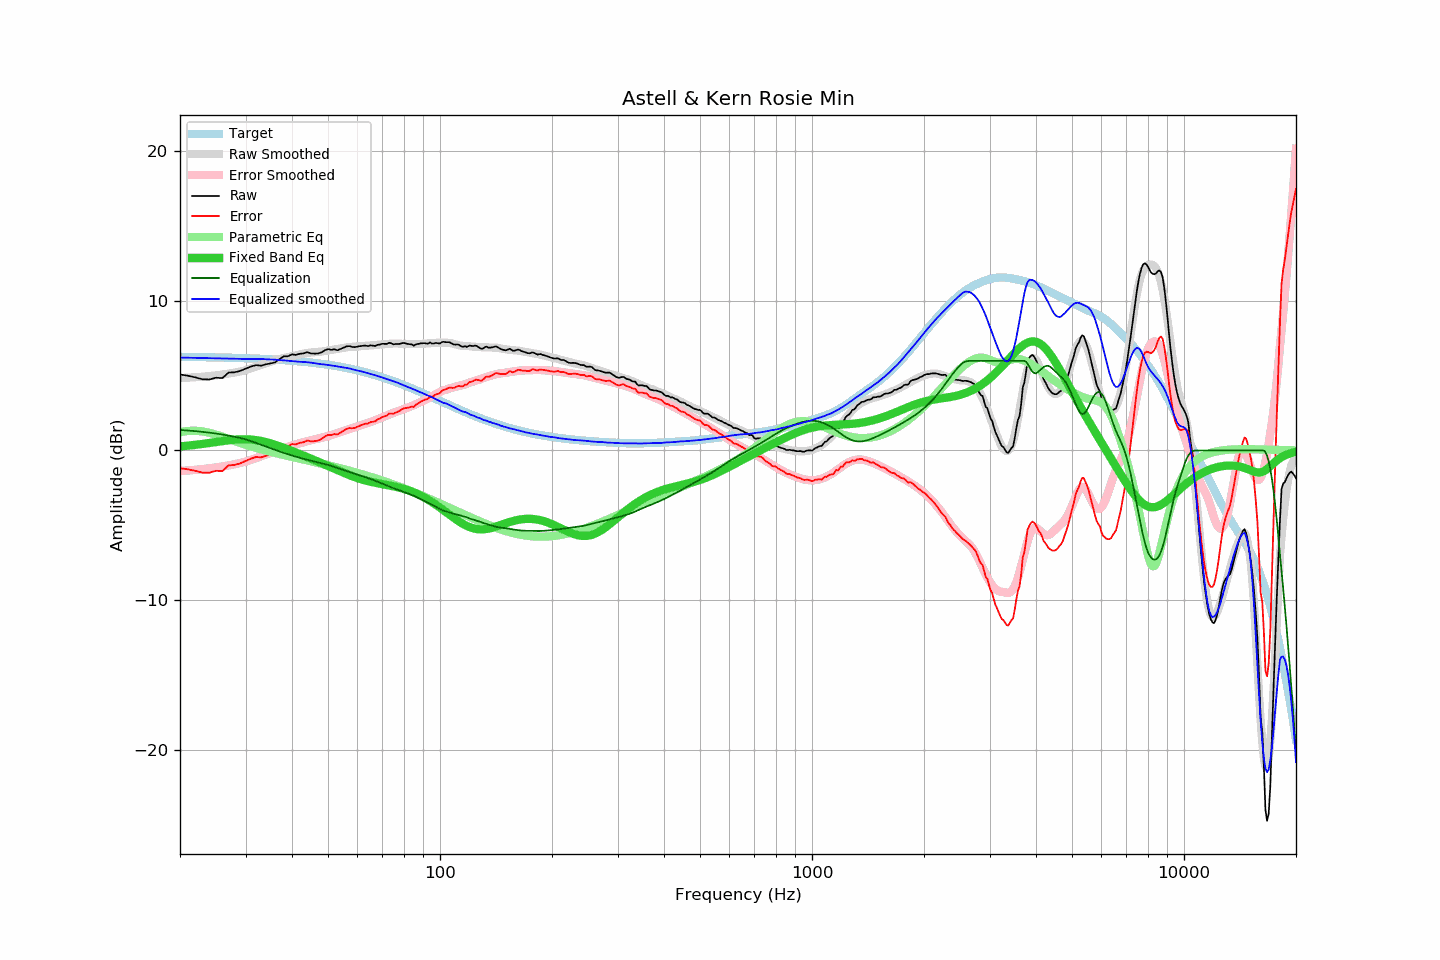 Astell & Kern Rosie Min
Target
Raw Smoothed
Error Smoothed
Raw
Error
Parametric Eq
Fixed Band Eq
Equalization
Equalized smoothed
20
10
0
−10
−20
Amplitude (dBr)
100
1000
10000
Frequency (Hz)